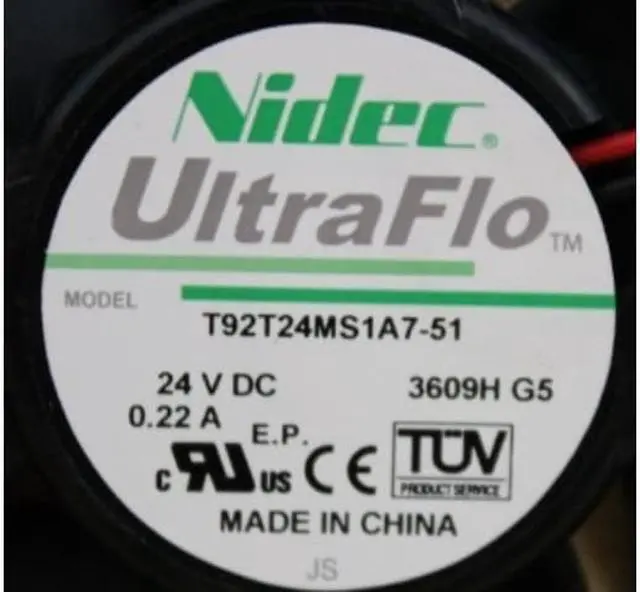 Nidec®
UltraFlo™
MODEL
T92T24MS1A7-51
24 V DC 3609H G5
0.22 A
E.P.
c RU US CE TÜV
PRODUCT SERVICE
MADE IN CHINA
JS